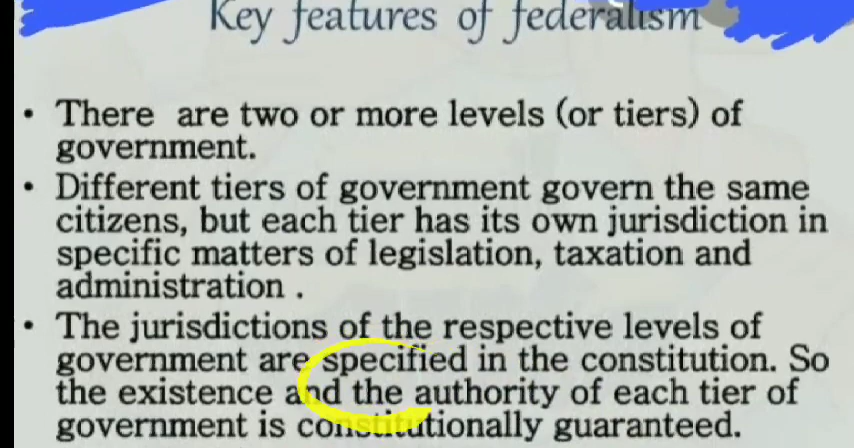 Key features of federalism
• There are two or more levels (or tiers) of
government.
• Different tiers of government govern the same
citizens, but each tier has its own jurisdiction in
specific matters of legislation, taxation and
administration .
• The jurisdictions of the respective levels of
government are specified in the constitution. So
the existence and the authority of each tier of
government is constitutionally guaranteed.